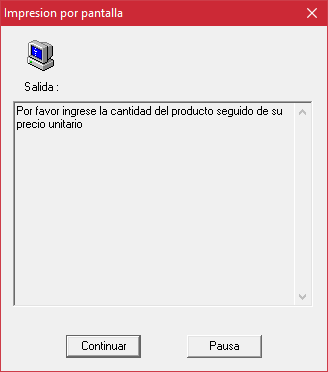 Impresion por pantalla
Salida :
Por favor ingrese la cantidad del producto seguido de su
precio unitario
Continuar
Pausa